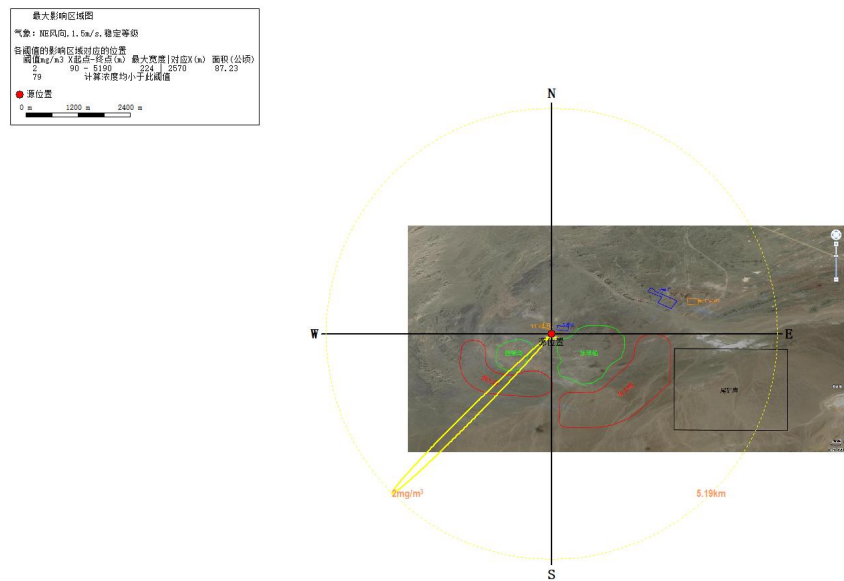 最大影响区域图
气象: NE风向,1.5m/s,稳定等级
各阈值的影响区域对应的位置
阈值mg/m3 X起点-终点(m) 最大宽度|对应X(m) 面积(公顷)
2 90 - 5190 224 | 2570 87.23
79 计算浓度均小于此阈值
源位置
0 m 1200 m 2400 m
N
W
E
源位置
尾矿库
2mg/m³
5.19km
S